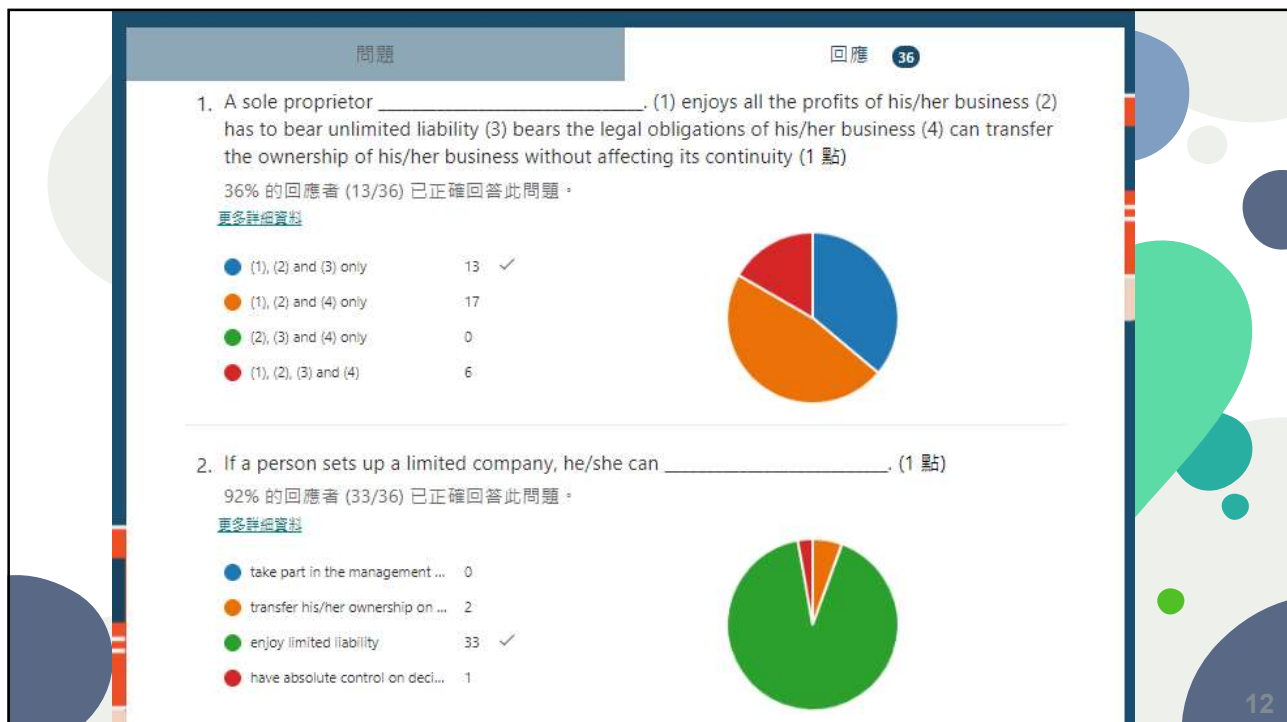 問題
回應 36
1. A sole proprietor ______________________________. (1) enjoys all the profits of his/her business (2)
has to bear unlimited liability (3) bears the legal obligations of his/her business (4) can transfer
the ownership of his/her business without affecting its continuity (1 點)
36% 的回應者 (13/36) 已正確回答此問題。
更多詳細資料
(1), (2) and (3) only 13 ✓
(1), (2) and (4) only 17
(2), (3) and (4) only 0
(1), (2), (3) and (4) 6
2. If a person sets up a limited company, he/she can _________________________. (1 點)
92% 的回應者 (33/36) 已正確回答此問題。
更多詳細資料
take part in the management ... 0
transfer his/her ownership on ... 2
enjoy limited liability 33 ✓
have absolute control on deci... 1
12